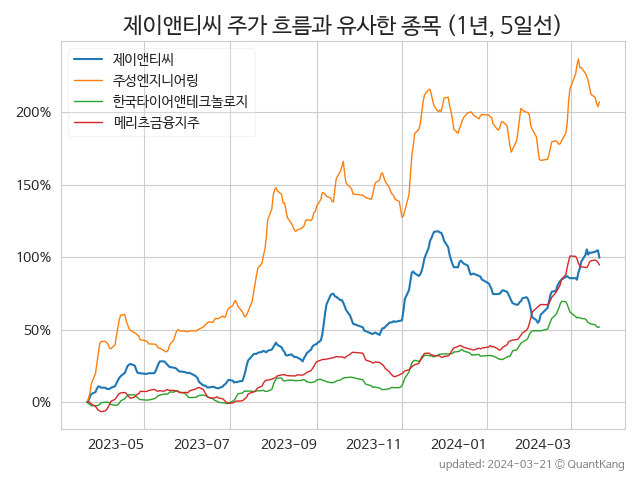 제이앤티씨 주가 흐름과 유사한 종목 (1년, 5일선)
제이앤티씨
주성엔지니어링
한국타이어앤테크놀로지
메리츠금융지주
200%
150%
100%
50%
0%
2023-05 2023-07 2023-09 2023-11 2024-01 2024-03
updated: 2024-03-21 © QuantKang